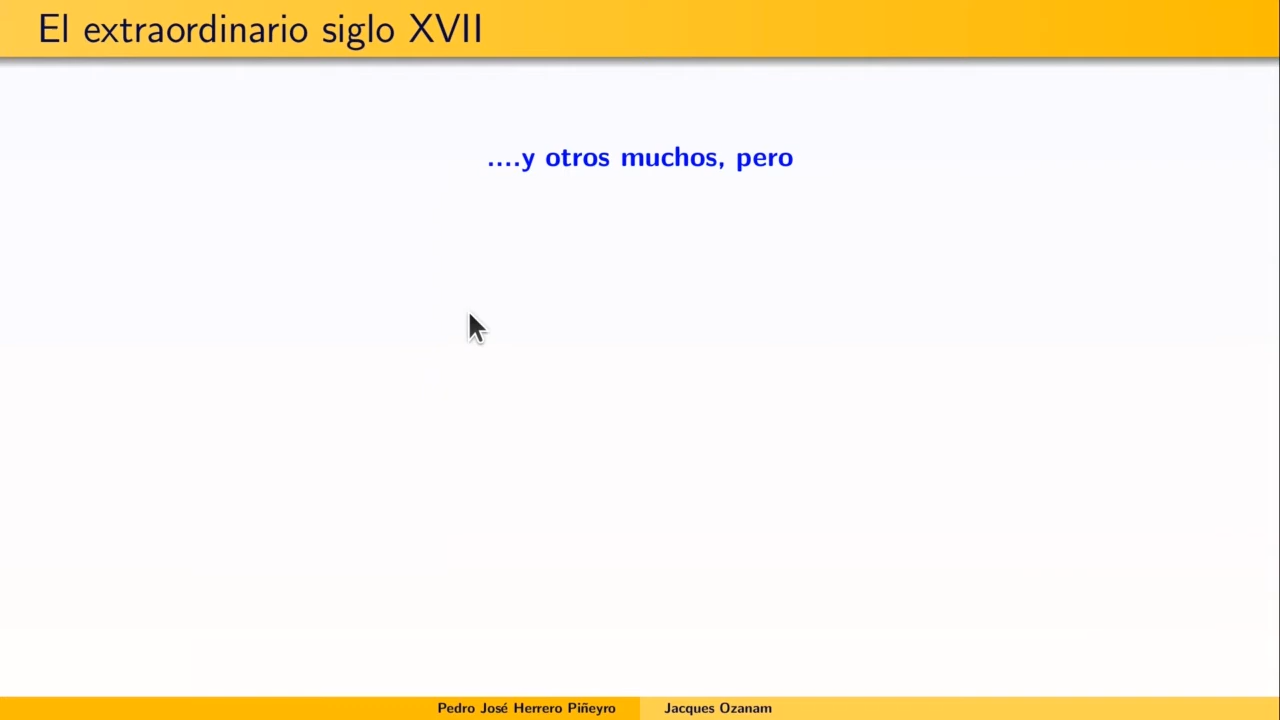 El extraordinario siglo XVII
....y otros muchos, pero
Pedro José Herrero Piñeyro
Jacques Ozanam